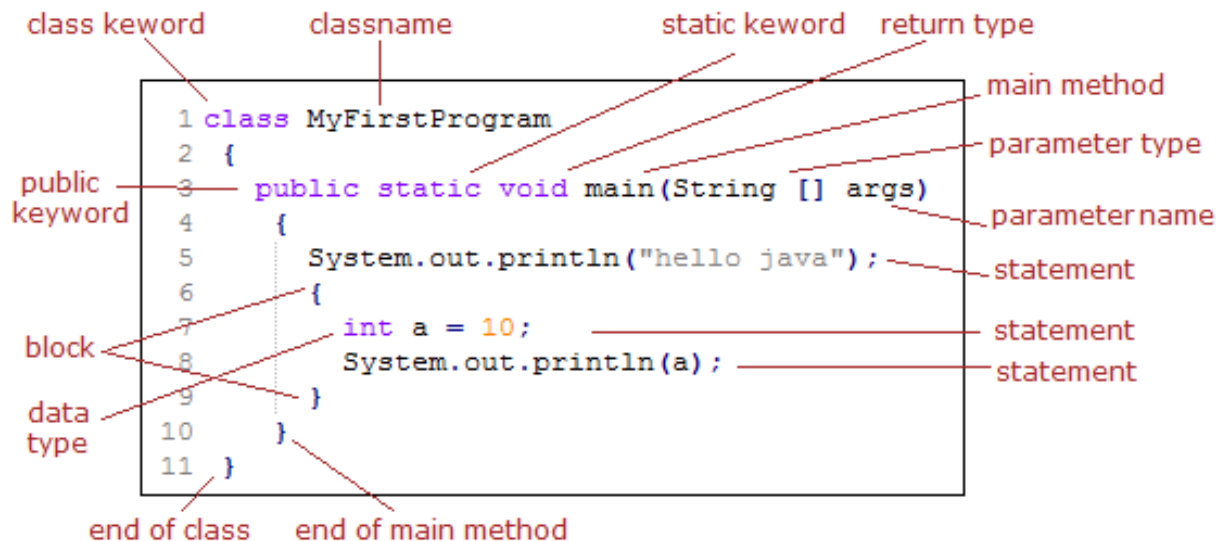 class keword classname static keword return type
main method
1 class MyFirstProgram
2 {
parameter type
public
keyword
3 public static void main(String [] args)
parameter name
4 {
5 System.out.println("hello java");
statement
6 {
7 int a = 10;
statement
block
8 System.out.println(a);
statement
9 }
data
type
10 }
11 }
end of class end of main method